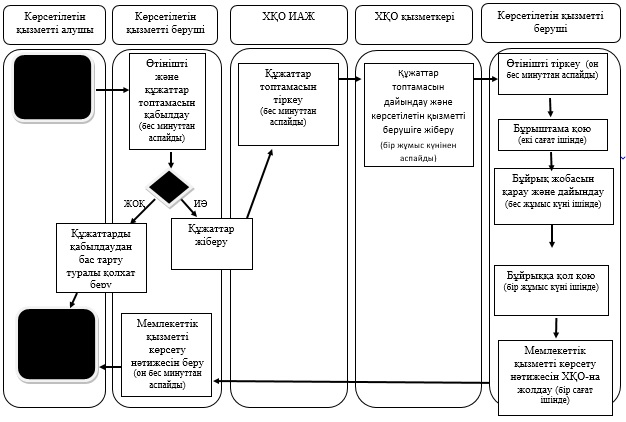 Көрсетілетін
қызметті алушы
Көрсетілетін
қызметті беруші
ХҚО ИАЖ
ХҚО қызметкері
Көрсетілетін қызметті
беруші
Өтінішті
және
құжаттар
топтамасын
қабылдау
(бес минуттан
аспайды)
ЖОҚ
ИӘ
Құжаттарды
қабылдаудан
бас тарту
туралы қолхат
беру
Құжаттар
жіберу
Мемлекеттік
қызметті
көрсету
нәтижесін беру
(он бес минуттан
аспайды)
Құжаттар
топтамасын
тіркеу
(бес минуттан
аспайды)
Құжаттар
топтамасын
дайындау және
көрсетілетін қызметті
берушіге жіберу
(бір жұмыс күнінен
аспайды)
Өтінішті тіркеу (он
бес минуттан аспайды)
Бұрыштама қою
(екі сағат ішінде)
Бұйрық жобасын
қарау және дайындау
(бес жұмыс күні ішінде)
Бұйрыққа қол қою
(бір жұмыс күні ішінде)
Мемлекеттік
қызметті көрсету
нәтижесін ХҚО-на
жолдау (бір сағат
ішінде)